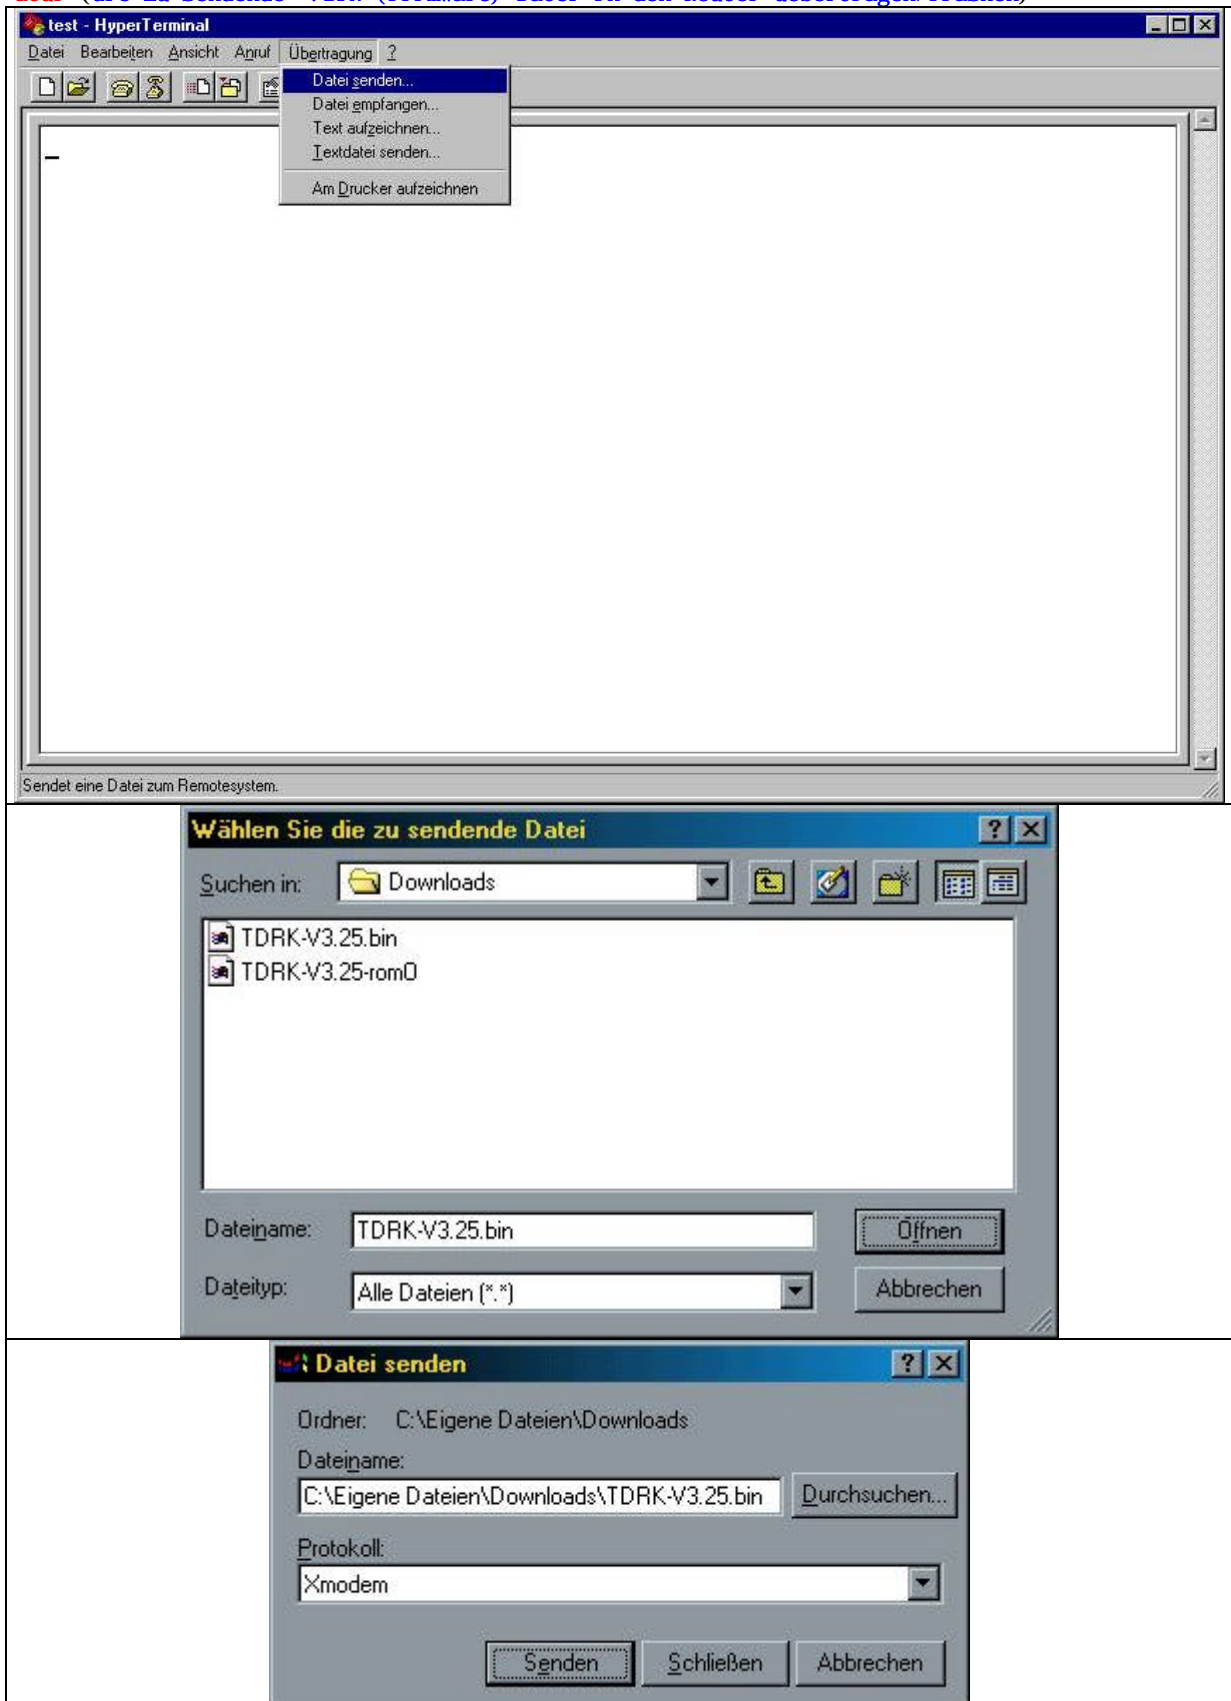 test - HyperTerminal
Datei Bearbeiten Ansicht Anruf Übertragung ?
Datei senden...
Datei empfangen...
Text aufzeichnen...
Textdatei senden...
Am Drucker aufzeichnen
Sendet eine Datei zum Remotesystem.
Wählen Sie die zu sendende Datei
Suchen in: Downloads
TDRK-V3.25.bin
TDRK-V3.25-rom0
Dateiname: TDRK-V3.25.bin Öffnen
Dateityp: Alle Dateien (*.*) Abbrechen
Datei senden
Ordner: C:\Eigene Dateien\Downloads
Dateiname:
C:\Eigene Dateien\Downloads\TDRK-V3.25.bin Durchsuchen...
Protokoll:
Xmodem
Senden Schließen Abbrechen